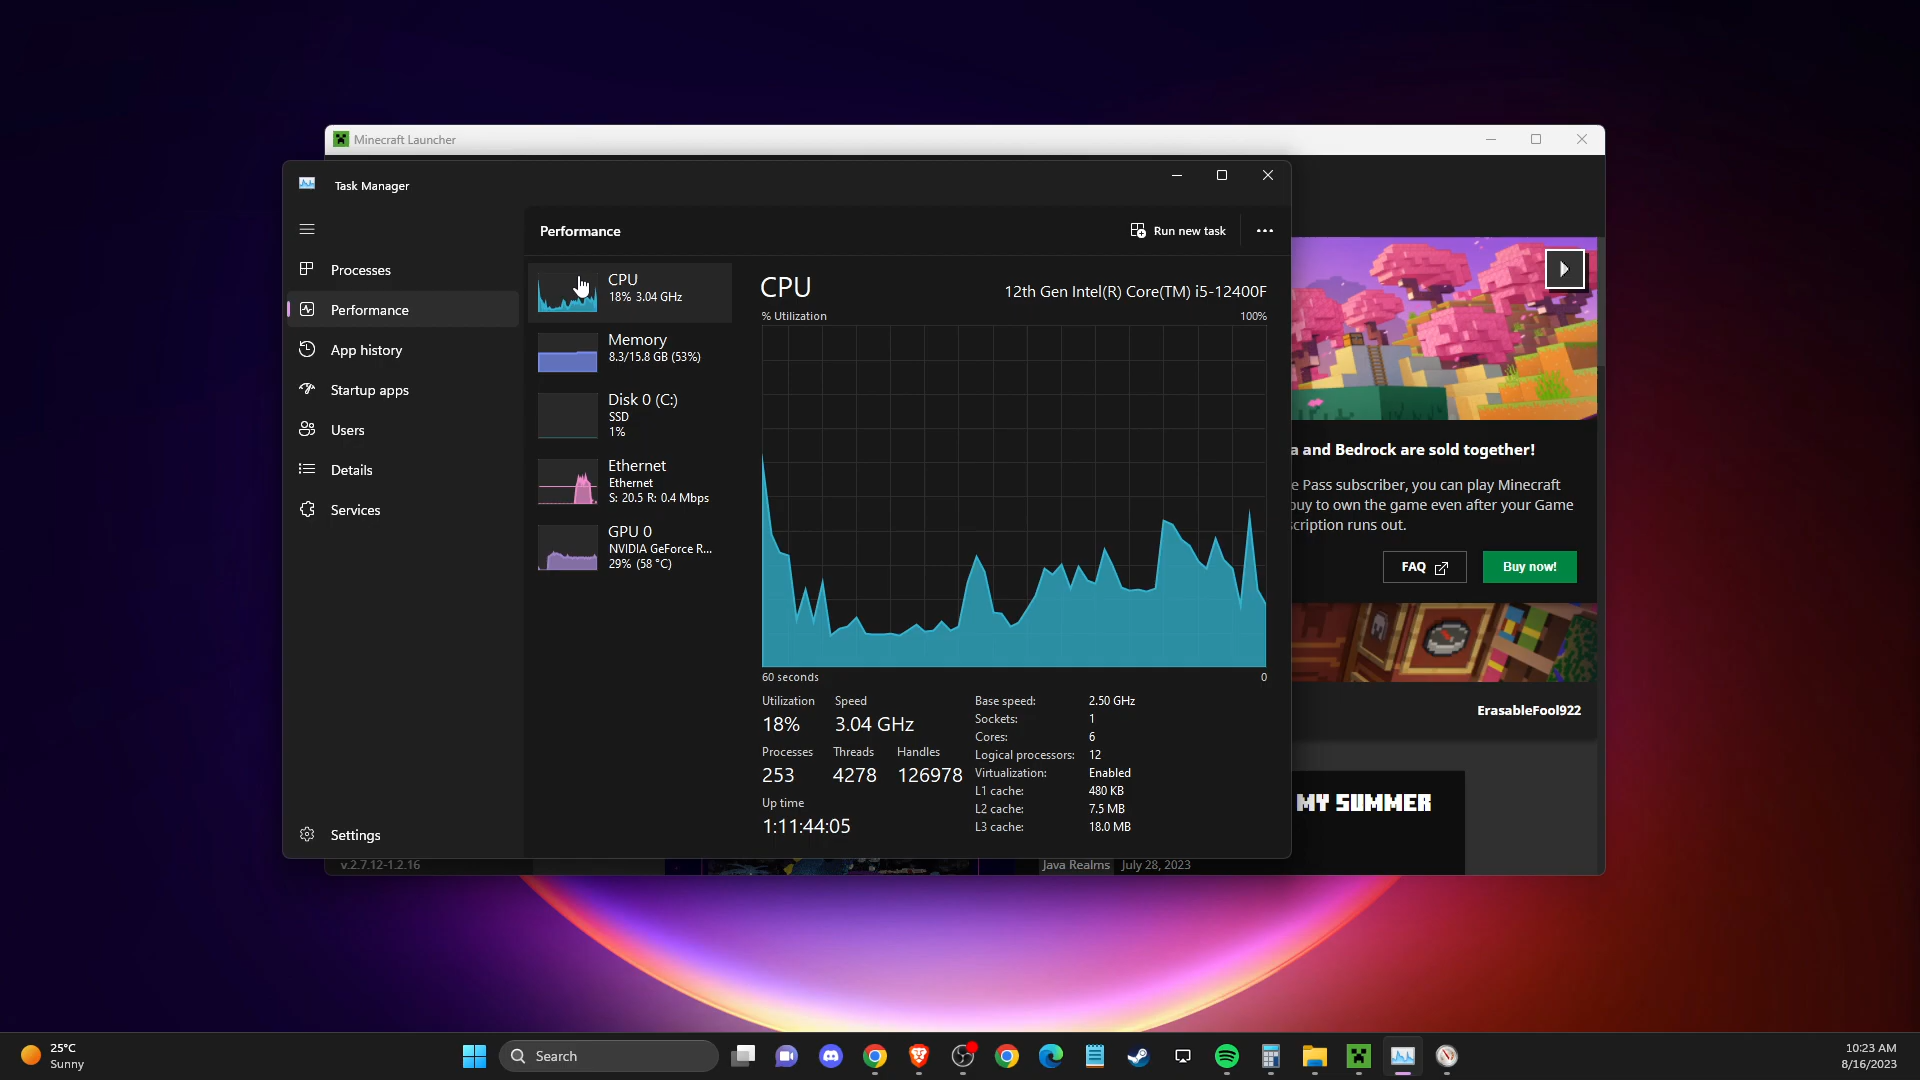 Minecraft Launcher
Task Manager
Performance
Run new task
Processes
Performance
App history
Startup apps
Users
Details
Services
Settings
CPU
18% 3.04 GHz
Memory
8.3/15.8 GB (53%)
Disk 0 (C:)
SSD
1%
Ethernet
Ethernet
S: 20.5 R: 0.4 Mbps
GPU 0
NVIDIA GeForce R...
29% (58 °C)
CPU
12th Gen Intel(R) Core(TM) i5-12400F
% Utilization
100%
60 seconds
0
Utilization Speed
18% 3.04 GHz
Processes Threads Handles
253 4278 126978
Up time
1:11:44:05
Base speed: 2.50 GHz
Sockets: 1
Cores: 6
Logical processors: 12
Virtualization: Enabled
L1 cache: 480 KB
L2 cache: 7.5 MB
L3 cache: 18.0 MB
a and Bedrock are sold together!
e Pass subscriber, you can play Minecraft
buy to own the game even after your Game
scription runs out.
FAQ
Buy now!
ErasableFool922
MY SUMMER
v.2.7.12-1.2.16
Java Realms July 28, 2023
25°C
Sunny
Search
10:23 AM
8/16/2023